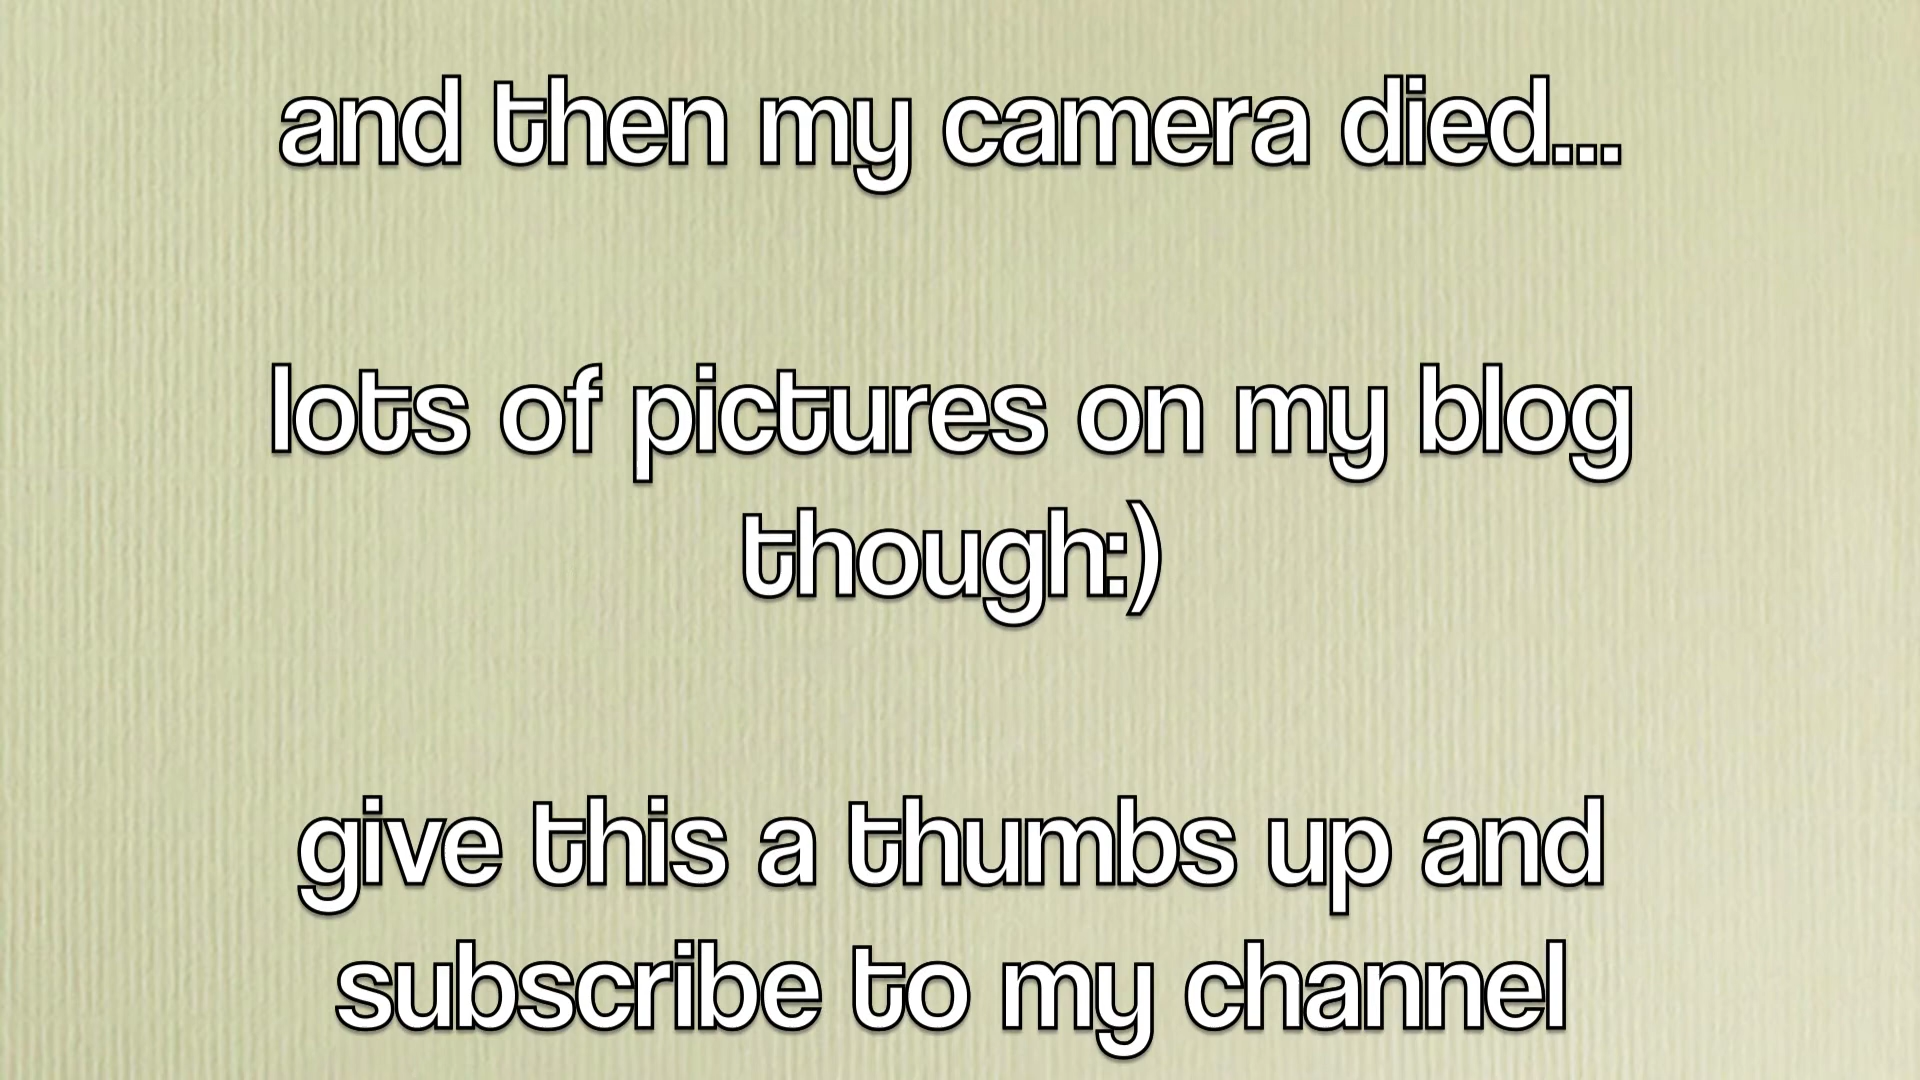 and then my camera died...
lots of pictures on my blog
though:)
give this a thumbs up and
subscribe to my channel